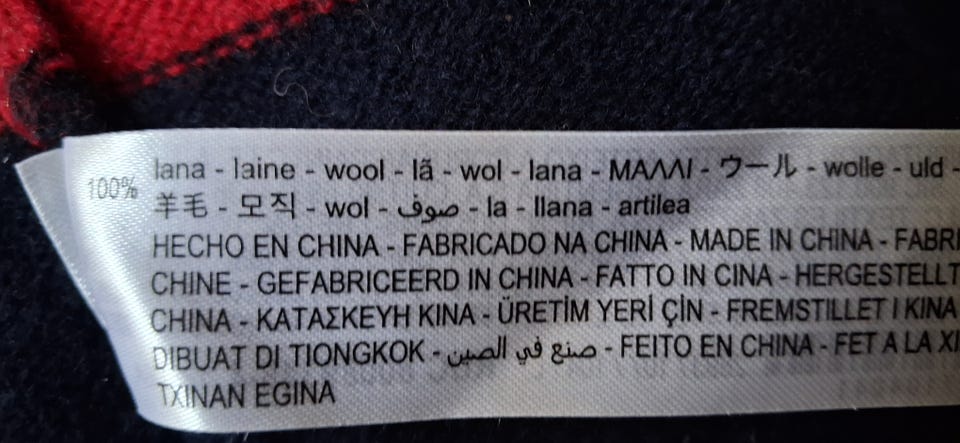 100% lana - laine - wool - lã - wol - lana - ΜΑΛΛΙ - ウール - wolle - uld -
羊毛 - 모직 - wol - صوف - la - llana - artilea
HECHO EN CHINA - FABRICADO NA CHINA - MADE IN CHINA - FABRI
CHINE - GEFABRICEERD IN CHINA - FATTO IN CINA - HERGESTELLT
CHINA - ΚΑΤΑΣΚΕΥΗ ΚΙΝΑ - ÜRETİM YERİ ÇİN - FREMSTILLET I KINA
DIBUAT DI TIONGKOK - صنع في الصين - FEITO EN CHINA - FET A LA XI
TXINAN EGINA